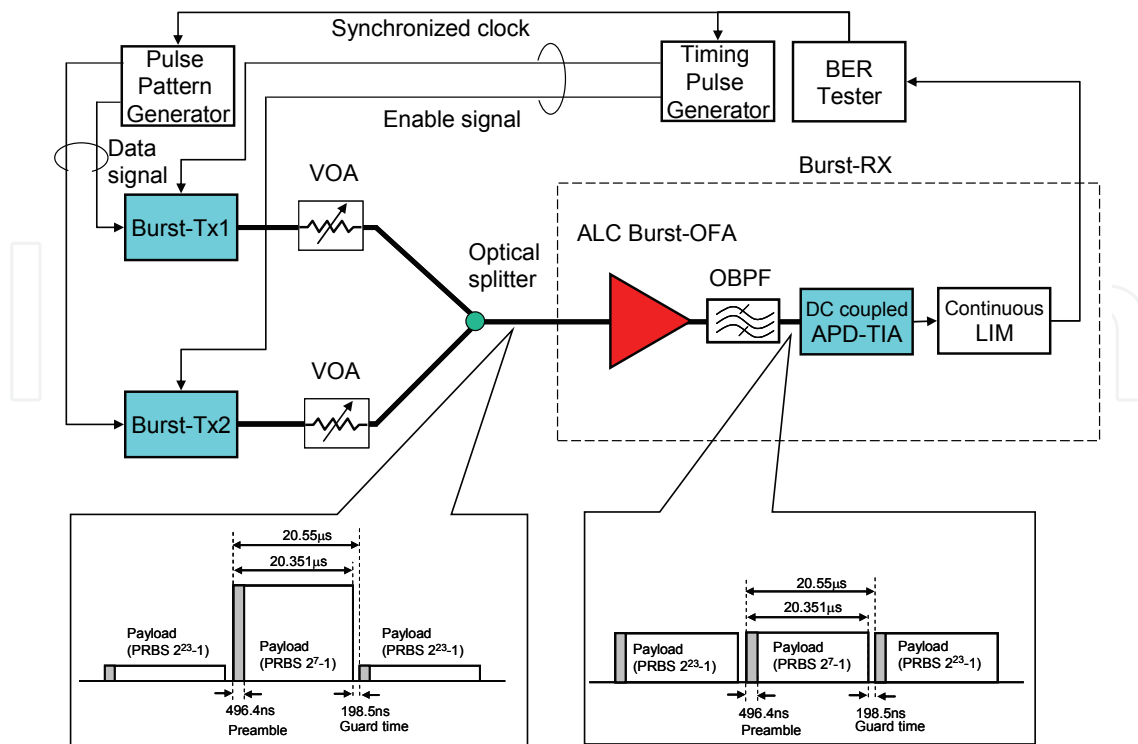 Synchronized clock
Pulse
Pattern
Generator
Timing
Pulse
Generator
BER
Tester
Enable signal
Data
signal
Burst-RX
VOA
Burst-Tx1
ALC Burst-OFA
Optical
splitter
OBPF
DC coupled
APD-TIA
Continuous
LIM
VOA
Burst-Tx2
20.55µs
20.351µs
Payload
(PRBS 2²³-1)
Payload
(PRBS 2⁷-1)
Payload
(PRBS 2²³-1)
496.4ns
Preamble
198.5ns
Guard time
20.55µs
20.351µs
Payload
(PRBS 2²³-1)
Payload
(PRBS 2⁷-1)
Payload
(PRBS 2²³-1)
496.4ns
Preamble
198.5ns
Guard time